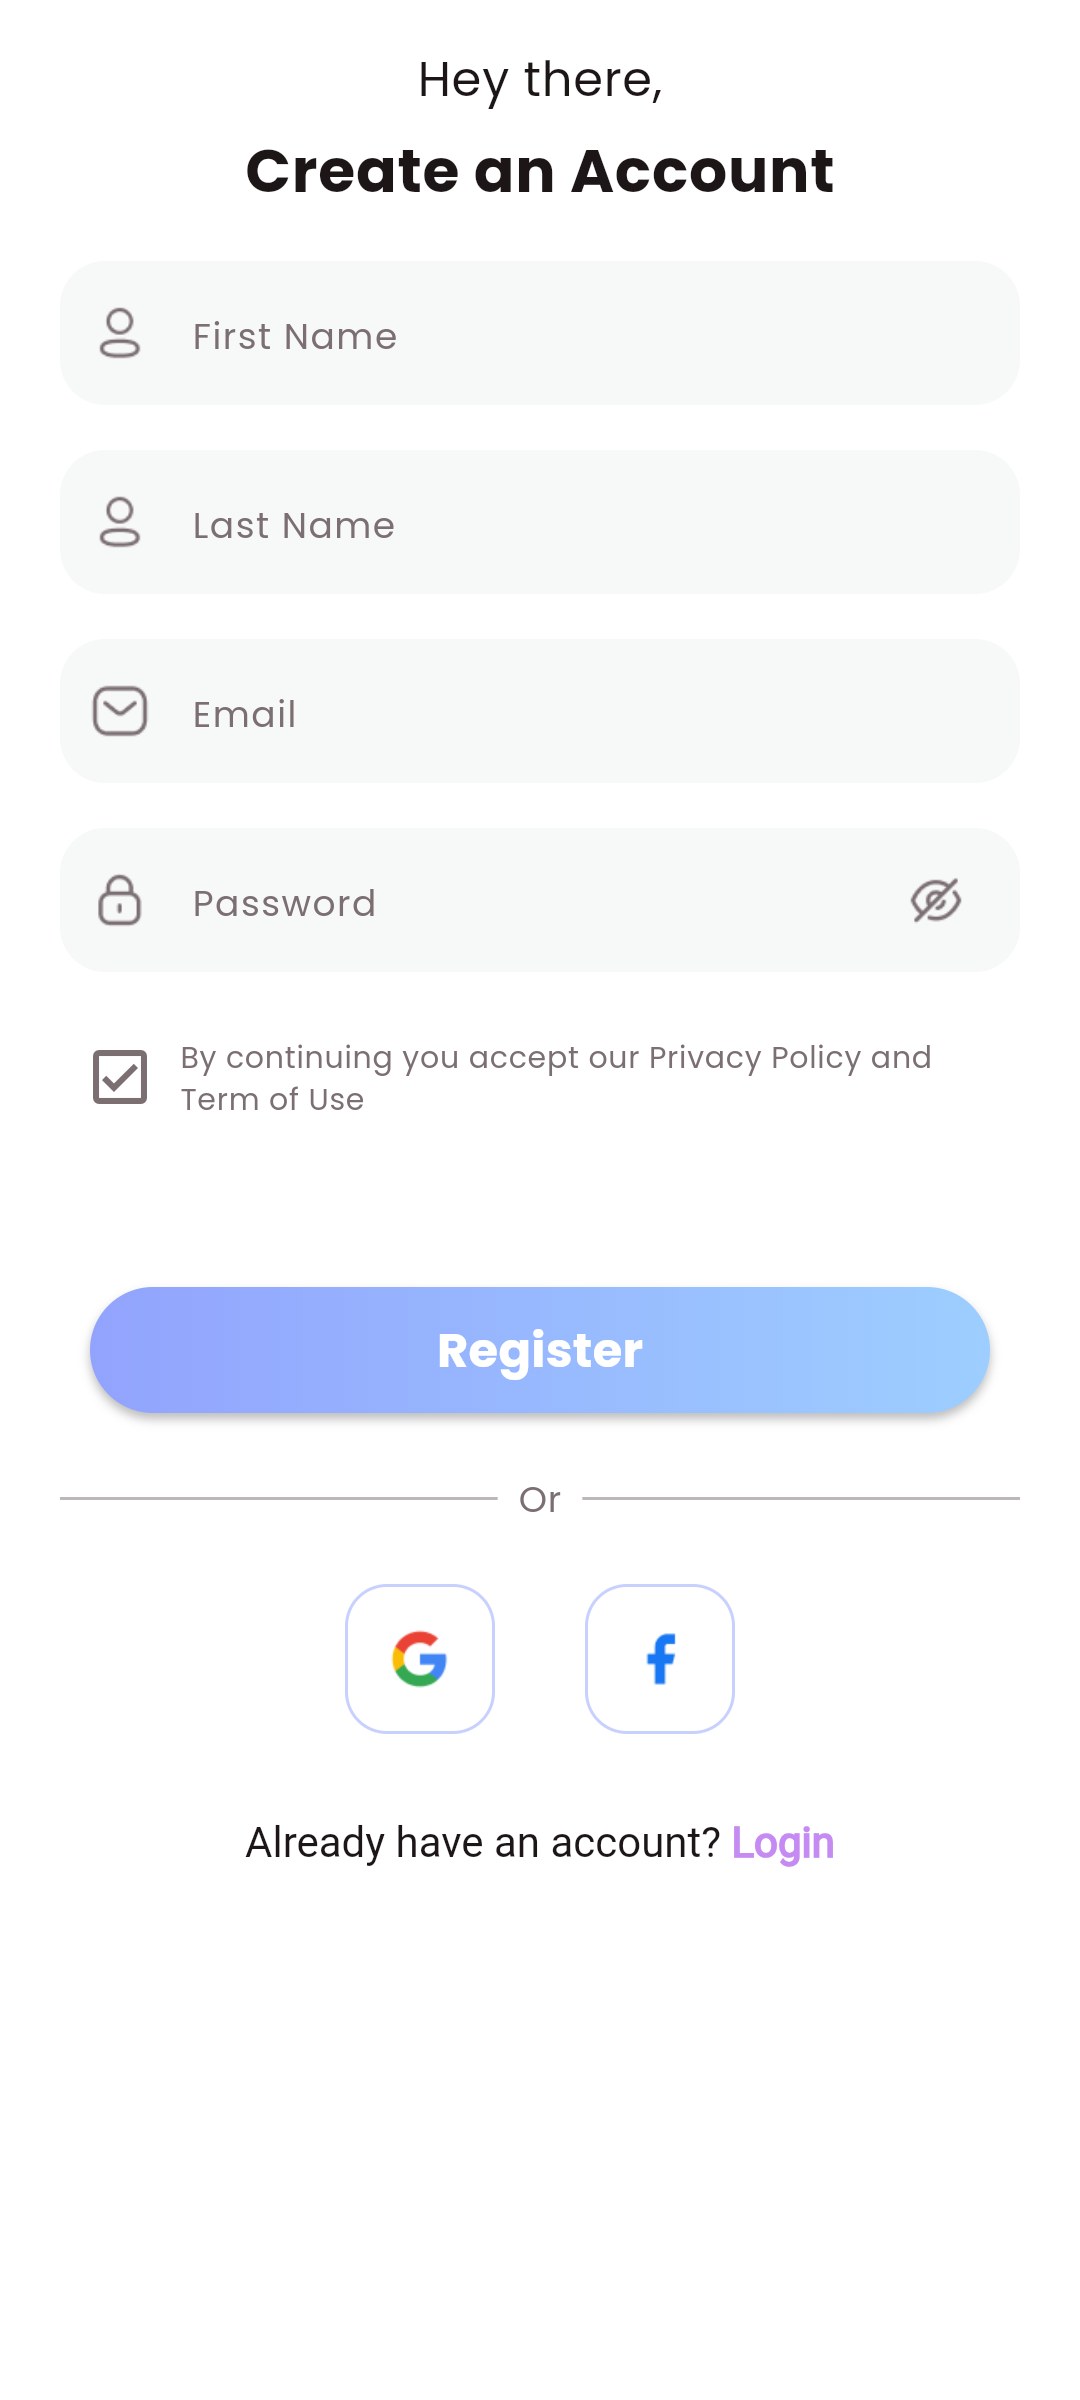 Hey there,
Create an Account
First Name
Last Name
Email
Password
By continuing you accept our Privacy Policy and
Term of Use
Register
Or
Already have an account? Login